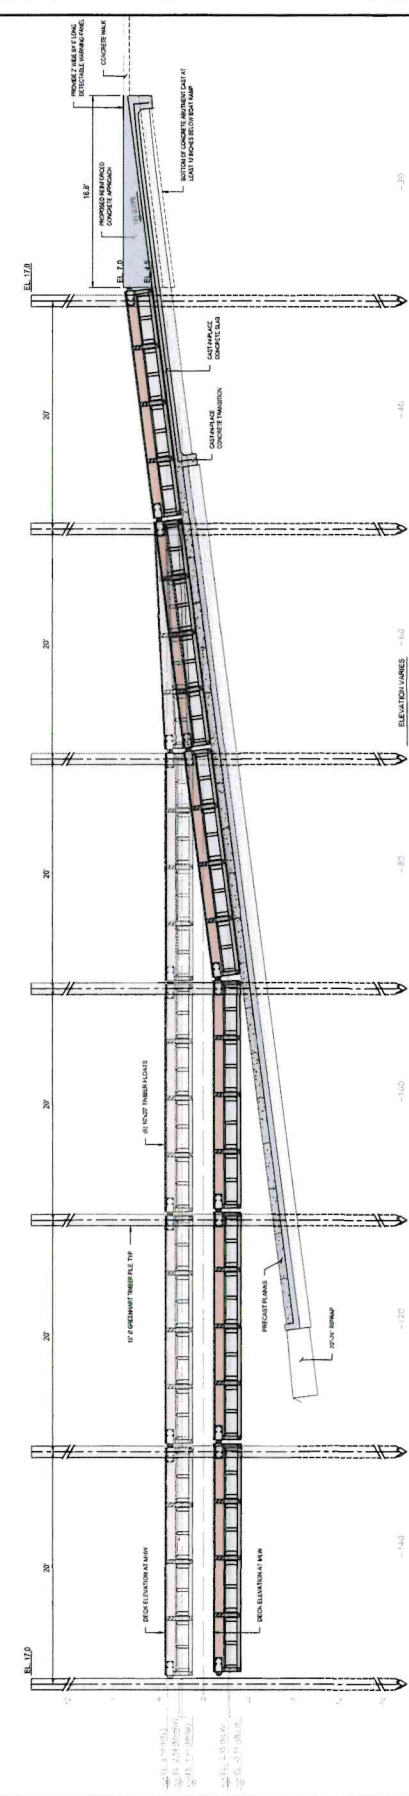 PROVIDE 2' WIDE BY 6' LONG
DETECTABLE WARNING PANEL
CONCRETE WALK
16.8'
PROPOSED REINFORCED
CONCRETE APPROACH
BOTTOM OF CONCRETE ABUTMENT CAST AT
LEAST 12 INCHES BELOW BOAT RAMP
EL. 17.0
EL. 7.0
EL. 4.5
20'
CAST-IN-PLACE
CONCRETE SLAB
CAST-IN-PLACE
CONCRETE TRANSITION
20'
20'
ELEVATION VARIES
20'
(6) 10'x20' TIMBER FLOATS
20'
GREENHART TIMBER PILE, TYP.
PRECAST PLANKS
RIPRAP
20'
DECK ELEVATION AT MHW
DECK ELEVATION AT MLW
EL. 17.0
-20
-40
-60
-80
-100
-120
-140